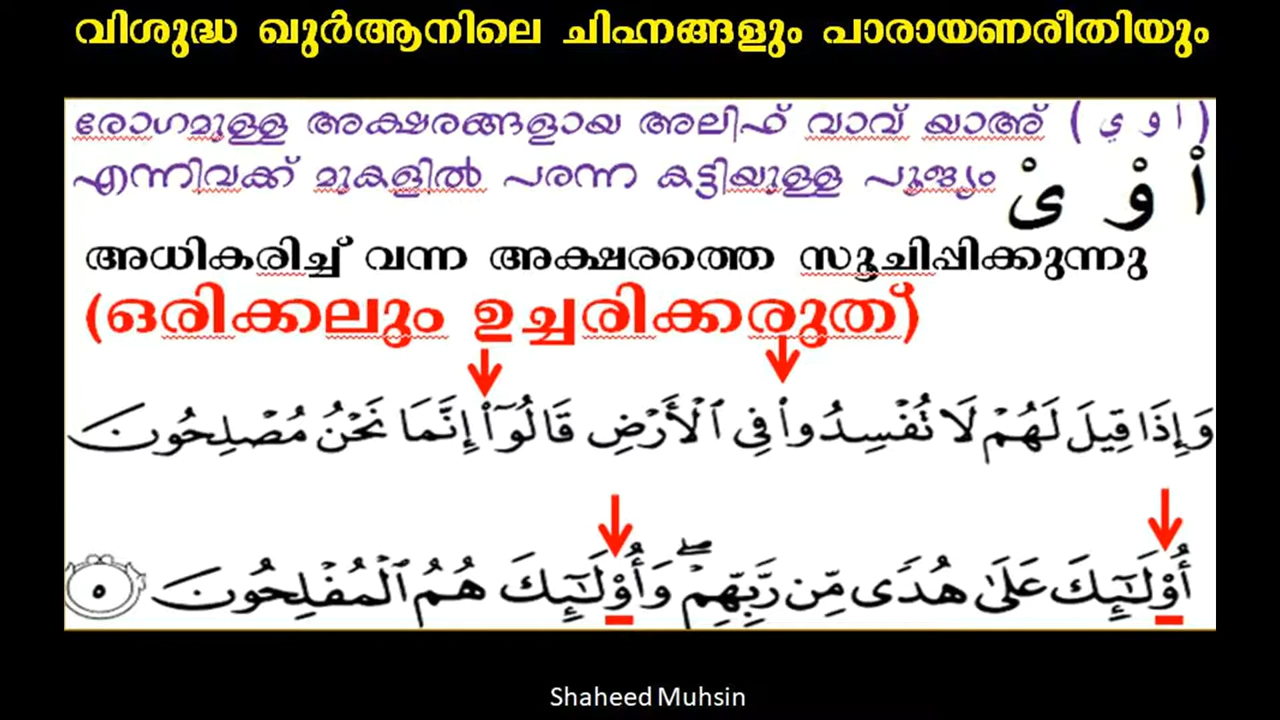 വിശുദ്ധ ഖുർആനിലെ ചിഹ്നങ്ങളും പാരായണരീതിയും
രോഗമുള്ള അക്ഷരങ്ങളായ അലിഫ് വാവ് യാഅ് ( ا و ي )
എന്നിവക്ക് മുകളിൽ പരന്ന കട്ടിയുള്ള പൂജ്യം اْ وْ ىْ
അധികരിച്ച് വന്ന അക്ഷരത്തെ സൂചിപ്പിക്കുന്നു
(ഒരിക്കലും ഉച്ചരിക്കരുത്)
وَإِذَا قِيلَ لَهُمْ لَا تُفْسِدُواْ فِي ٱلْأَرْضِ قَالُوٓاْ إِنَّمَا نَحْنُ مُصْلِحُونَ
أُوْلَـٰٓئِكَ عَلَىٰ هُدًى مِّن رَّبِّهِمْ ۖ وَأُوْلَـٰٓئِكَ هُمُ ٱلْمُفْلِحُونَ ٥
Shaheed Muhsin